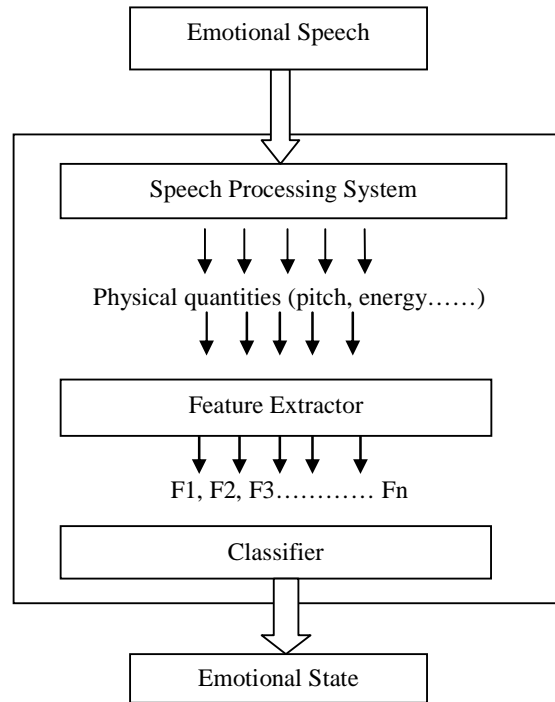 Emotional Speech
Speech Processing System
Physical quantities (pitch, energy……)
Feature Extractor
F1, F2, F3………… Fn
Classifier
Emotional State